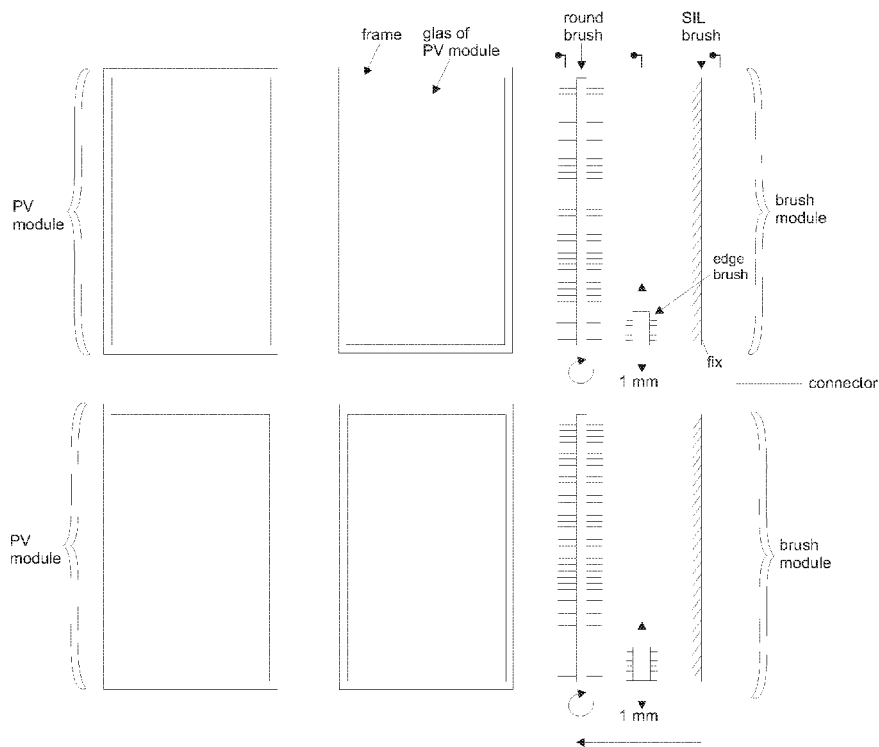 frame
glas of
PV module
round
brush
SIL
brush
PV
module
brush
module
edge
brush
fix
1 mm
connector
PV
module
brush
module
1 mm